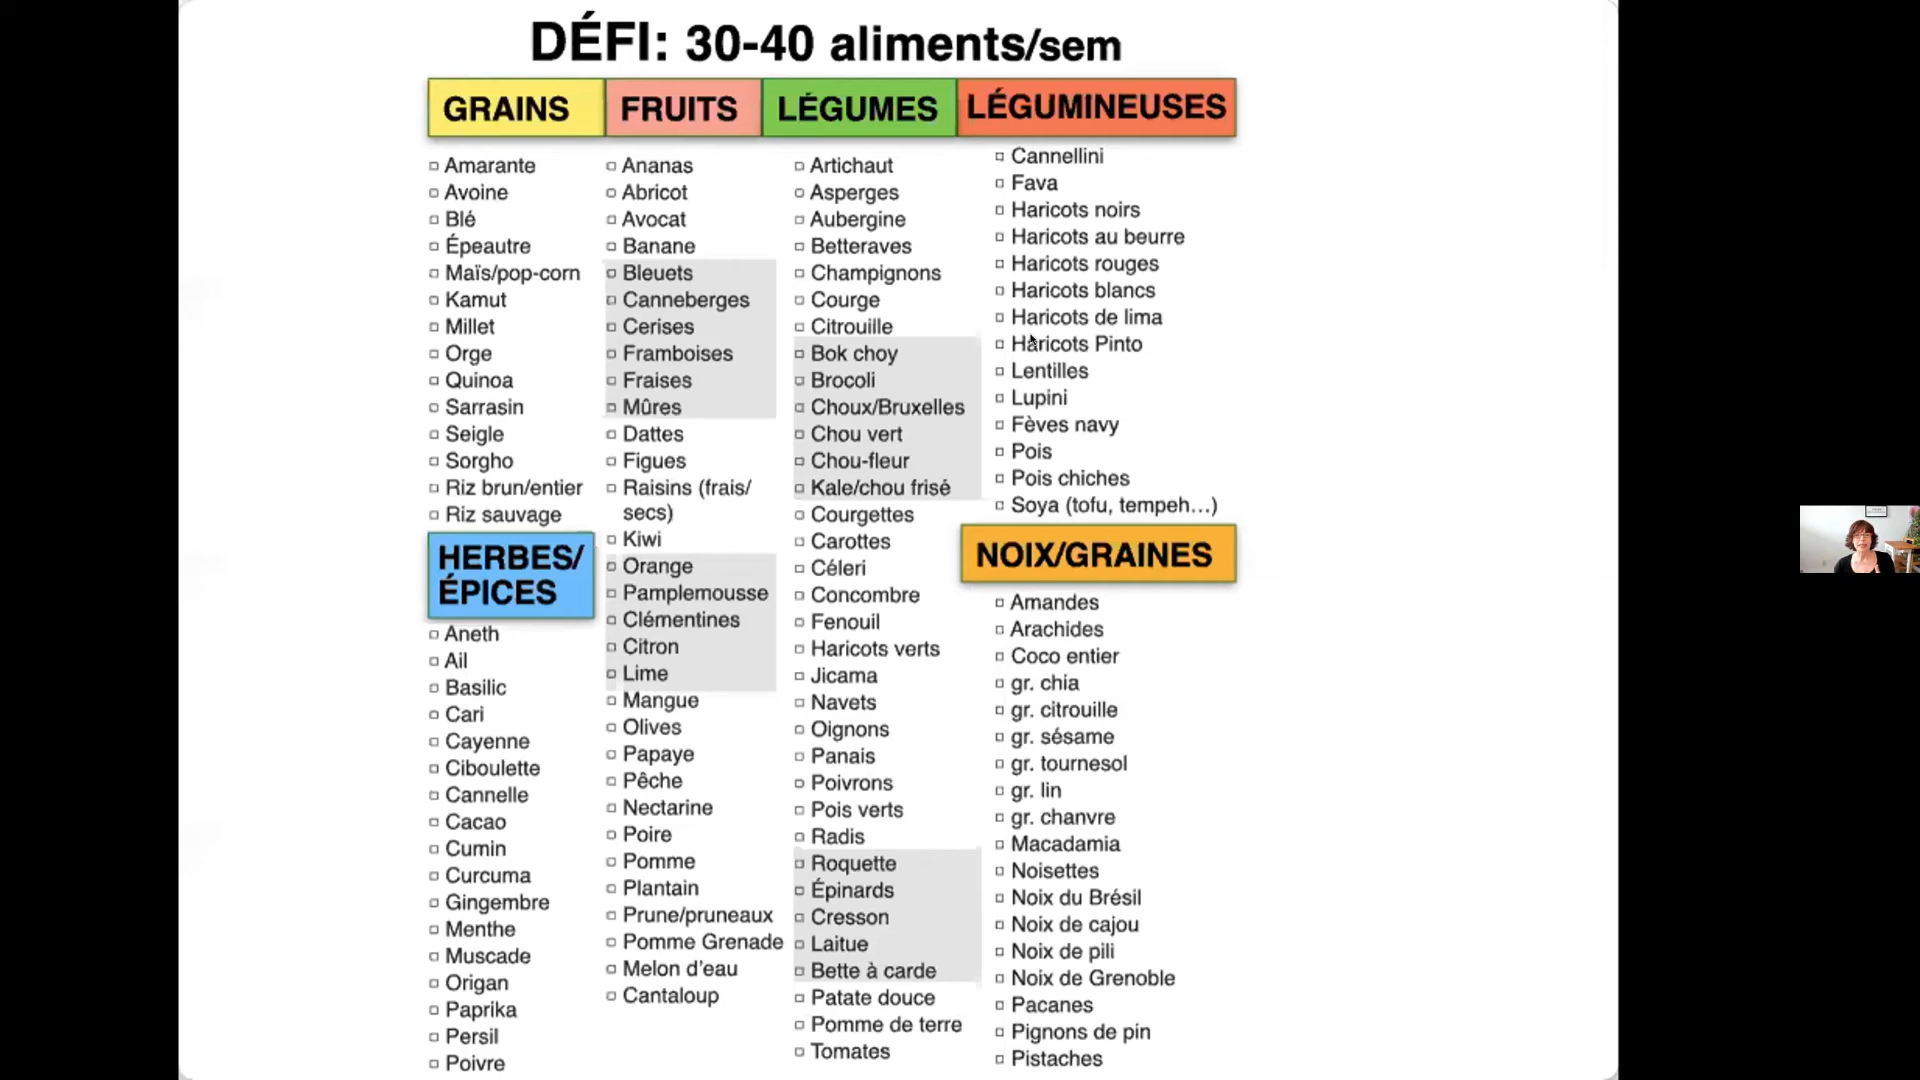 DÉFI: 30-40 aliments/sem
GRAINS
Amarante
Avoine
Blé
Épeautre
Maïs/pop-corn
Kamut
Millet
Orge
Quinoa
Sarrasin
Seigle
Sorgho
Riz brun/entier
Riz sauvage
HERBES/
ÉPICES
Aneth
Ail
Basilic
Cari
Cayenne
Ciboulette
Cannelle
Cacao
Cumin
Curcuma
Gingembre
Menthe
Muscade
Origan
Paprika
Persil
Poivre
FRUITS
Ananas
Abricot
Avocat
Banane
Bleuets
Canneberges
Cerises
Framboises
Fraises
Mûres
Dattes
Figues
Raisins (frais/
secs)
Kiwi
Orange
Pamplemousse
Clémentines
Citron
Lime
Mangue
Olives
Papaye
Pêche
Nectarine
Poire
Pomme
Plantain
Prune/pruneaux
Pomme Grenade
Melon d'eau
Cantaloup
LÉGUMES
Artichaut
Asperges
Aubergine
Betteraves
Champignons
Courge
Citrouille
Bok choy
Brocoli
Choux/Bruxelles
Chou vert
Chou-fleur
Kale/chou frisé
Courgettes
Carottes
Céleri
Concombre
Fenouil
Haricots verts
Jicama
Navets
Oignons
Panais
Poivrons
Pois verts
Radis
Roquette
Épinards
Cresson
Laitue
Bette à carde
Patate douce
Pomme de terre
Tomates
LÉGUMINEUSES
Cannellini
Fava
Haricots noirs
Haricots au beurre
Haricots rouges
Haricots blancs
Haricots de lima
Haricots Pinto
Lentilles
Lupini
Fèves navy
Pois
Pois chiches
Soya (tofu, tempeh...)
NOIX/GRAINES
Amandes
Arachides
Coco entier
gr. chia
gr. citrouille
gr. sésame
gr. tournesol
gr. lin
gr. chanvre
Macadamia
Noisettes
Noix du Brésil
Noix de cajou
Noix de pili
Noix de Grenoble
Pacanes
Pignons de pin
Pistaches